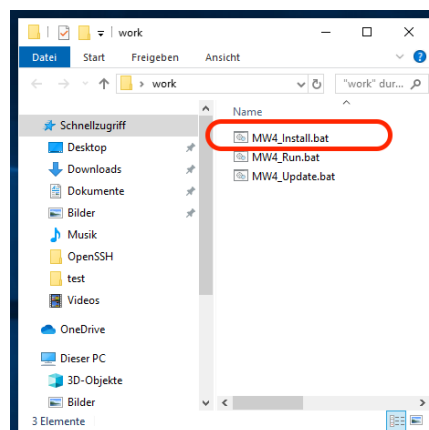 work
Datei Start Freigeben Ansicht
work "work" dur...
Name
Schnellzugriff
MW4_Install.bat
Desktop
MW4_Run.bat
Downloads
MW4_Update.bat
Dokumente
Bilder
Musik
OpenSSH
test
Videos
OneDrive
Dieser PC
3D-Objekte
Bilder
3 Elemente